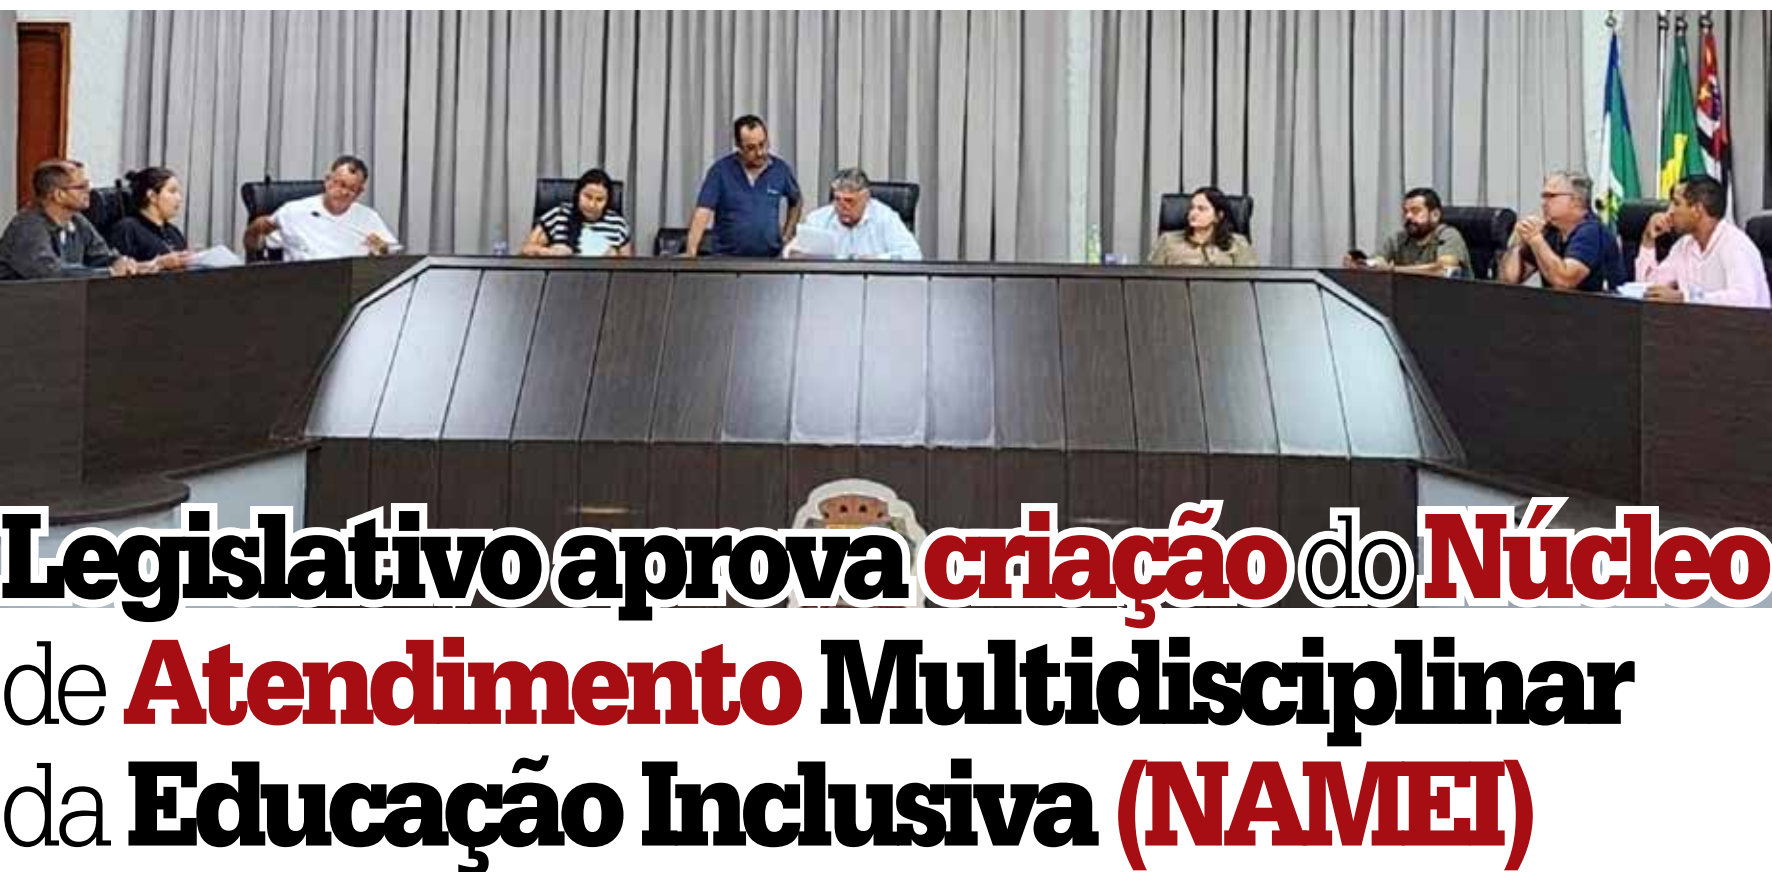 Legislativo aprova criação do Núcleo
de Atendimento Multidisciplinar
da Educação Inclusiva (NAMEI)